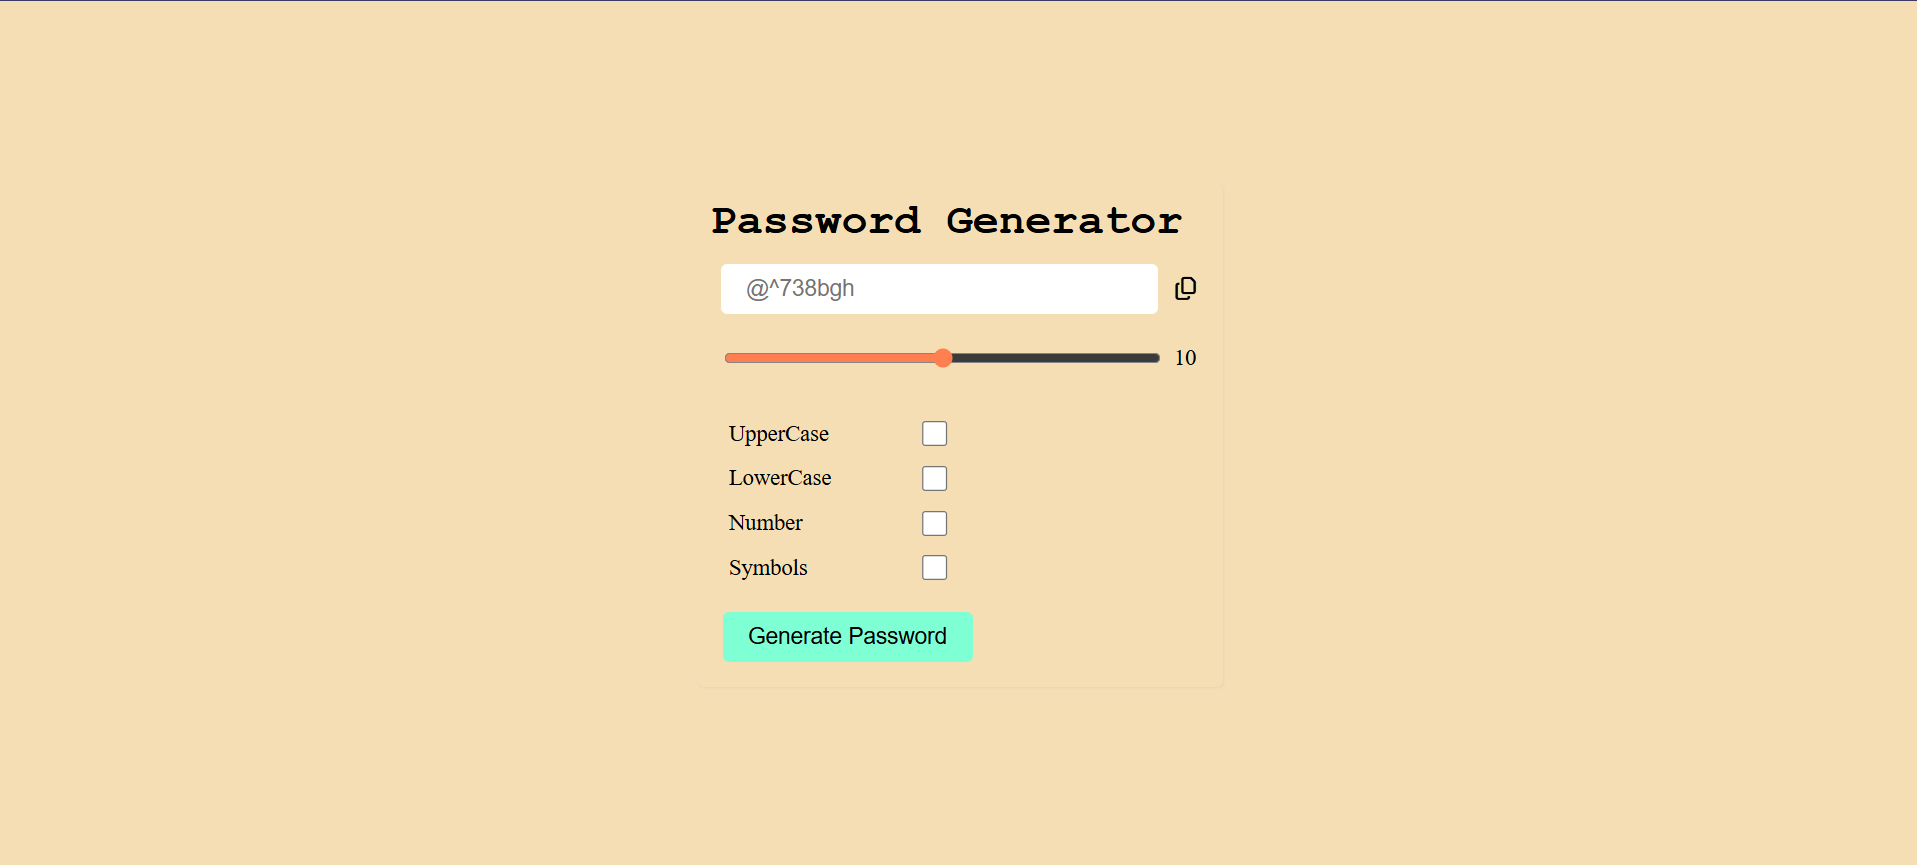 Password Generator
@^738bgh
10
UpperCase
LowerCase
Number
Symbols
Generate Password